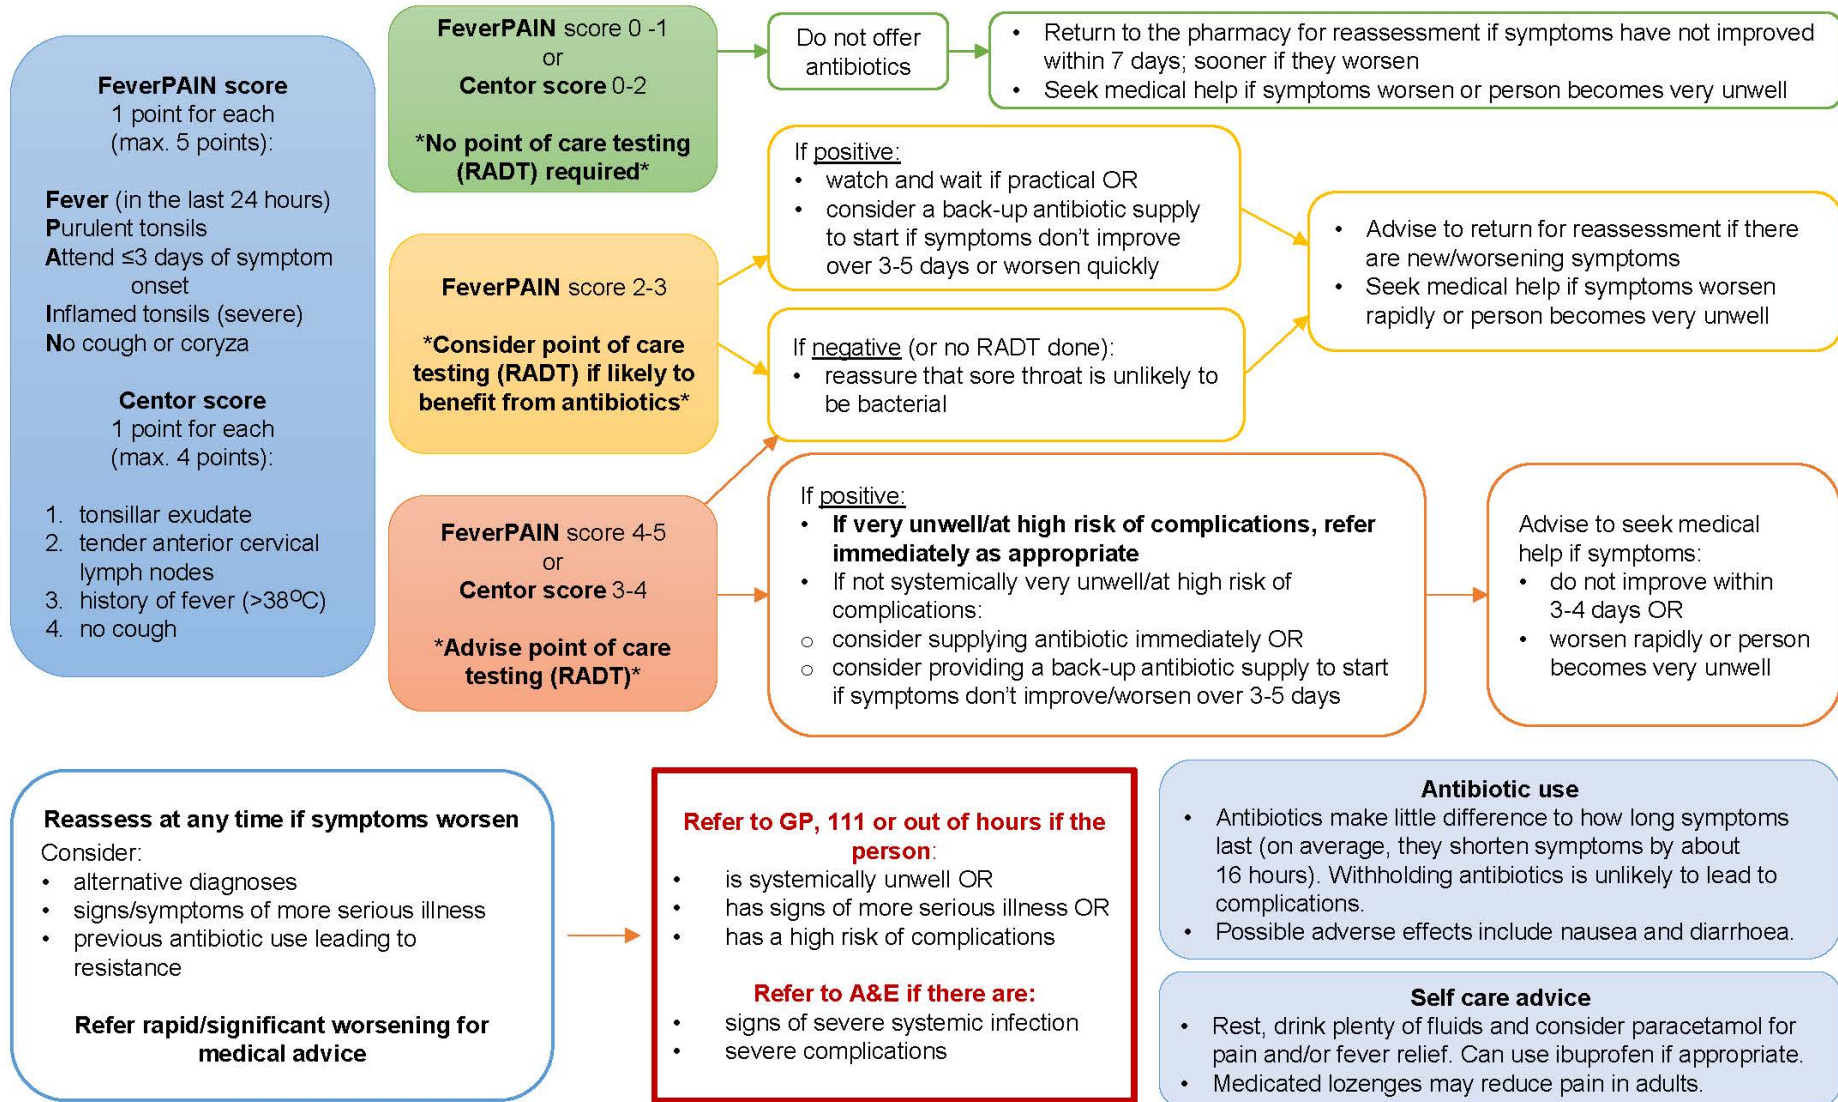 FeverPAIN score
1 point for each
(max. 5 points):
Fever (in the last 24 hours)
Purulent tonsils
Attend ≤3 days of symptom
onset
Inflamed tonsils (severe)
No cough or coryza
Centor score
1 point for each
(max. 4 points):
1. tonsillar exudate
2. tender anterior cervical
lymph nodes
3. history of fever (>38⁰C)
4. no cough
FeverPAIN score 0 -1
or
Centor score 0-2
*No point of care testing
(RADT) required*
Do not offer
antibiotics
• Return to the pharmacy for reassessment if symptoms have not improved
within 7 days; sooner if they worsen
• Seek medical help if symptoms worsen or person becomes very unwell
FeverPAIN score 2-3
*Consider point of care
testing (RADT) if likely to
benefit from antibiotics*
If positive:
• watch and wait if practical OR
• consider a back-up antibiotic supply
to start if symptoms don't improve
over 3-5 days or worsen quickly
If negative (or no RADT done):
• reassure that sore throat is unlikely to
be bacterial
• Advise to return for reassessment if there
are new/worsening symptoms
• Seek medical help if symptoms worsen
rapidly or person becomes very unwell
FeverPAIN score 4-5
or
Centor score 3-4
*Advise point of care
testing (RADT)*
If positive:
• If very unwell/at high risk of complications, refer
immediately as appropriate
• If not systemically very unwell/at high risk of
complications:
o consider supplying antibiotic immediately OR
o consider providing a back-up antibiotic supply to start
if symptoms don't improve/worsen over 3-5 days
Advise to seek medical
help if symptoms:
• do not improve within
3-4 days OR
• worsen rapidly or person
becomes very unwell
Reassess at any time if symptoms worsen
Consider:
• alternative diagnoses
• signs/symptoms of more serious illness
• previous antibiotic use leading to
resistance
Refer rapid/significant worsening for
medical advice
Refer to GP, 111 or out of hours if the
person:
• is systemically unwell OR
• has signs of more serious illness OR
• has a high risk of complications
Refer to A&E if there are:
• signs of severe systemic infection
• severe complications
Antibiotic use
• Antibiotics make little difference to how long symptoms
last (on average, they shorten symptoms by about
16 hours). Withholding antibiotics is unlikely to lead to
complications.
• Possible adverse effects include nausea and diarrhoea.
Self care advice
• Rest, drink plenty of fluids and consider paracetamol for
pain and/or fever relief. Can use ibuprofen if appropriate.
• Medicated lozenges may reduce pain in adults.